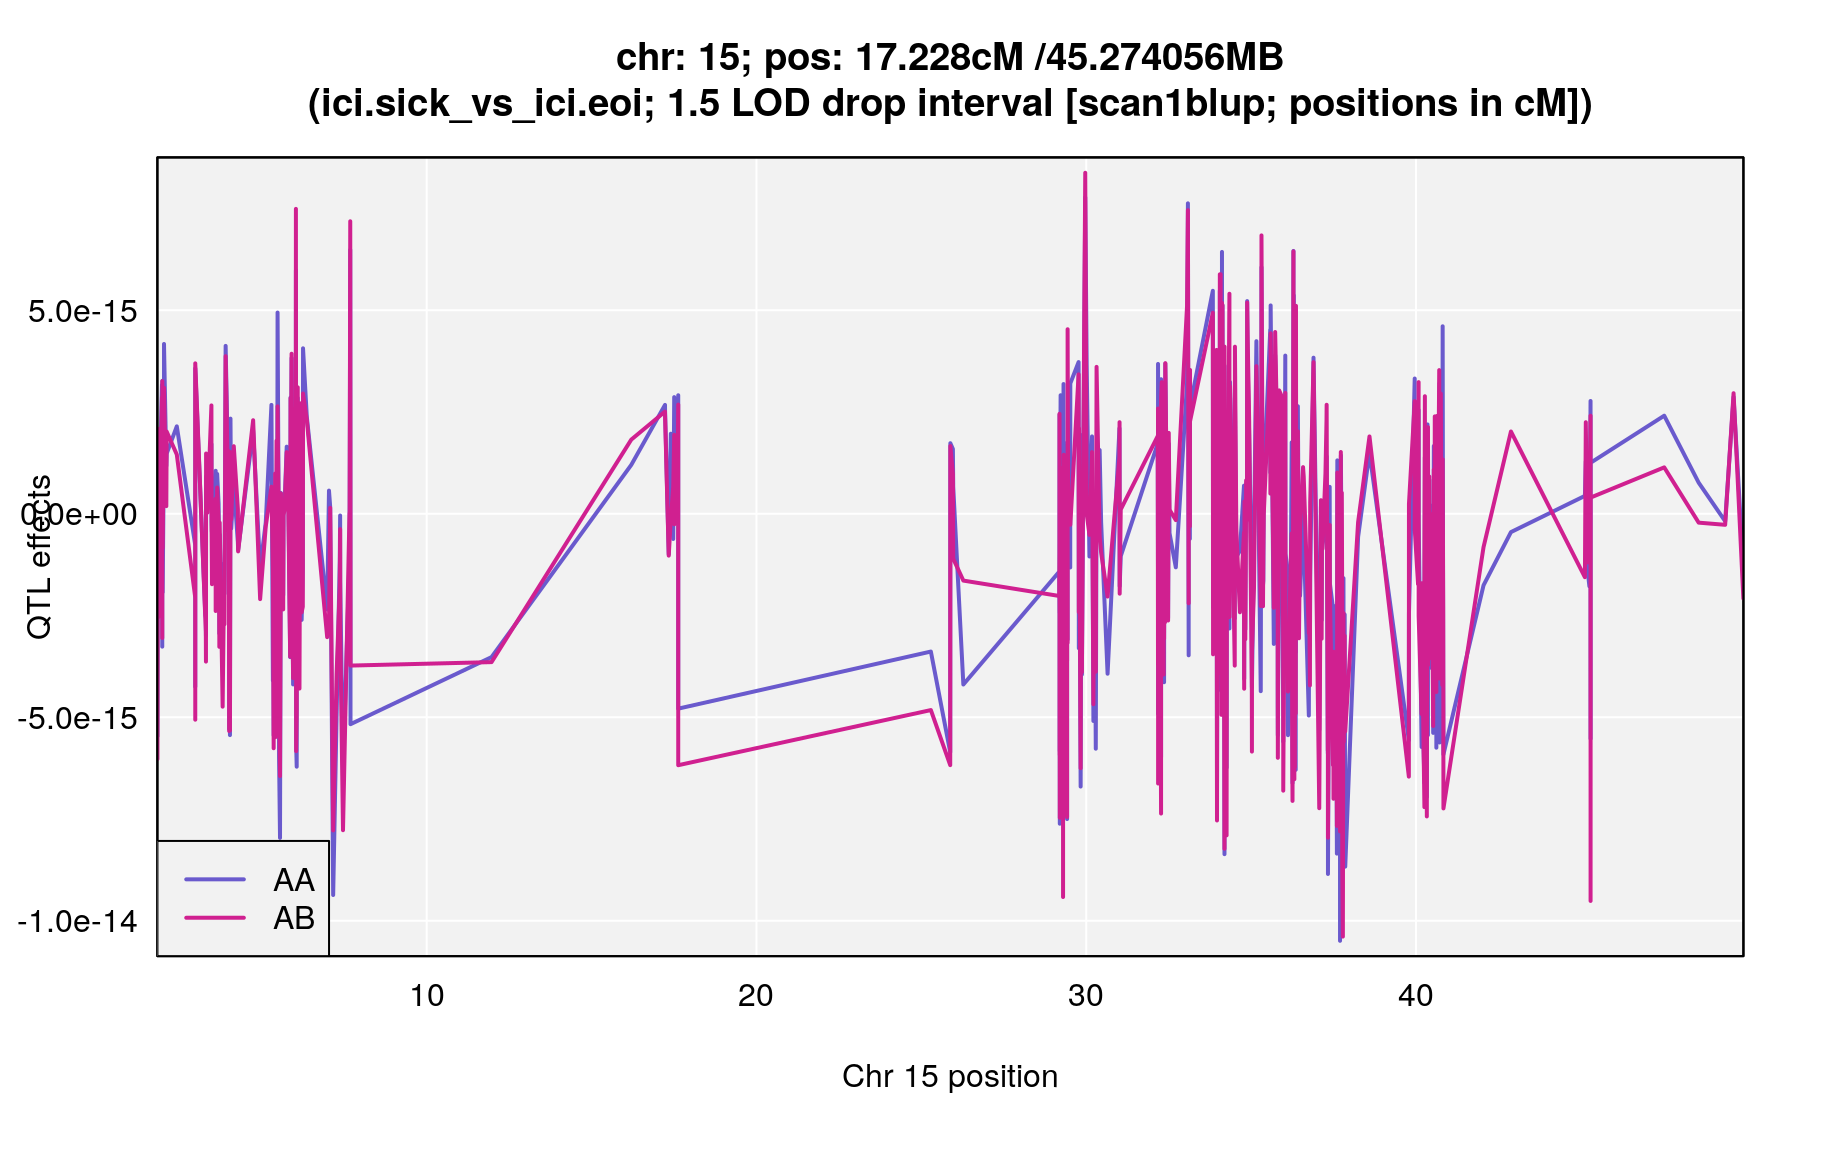 chr: 15; pos: 17.228cM /45.274056MB
(ici.sick_vs_ici.eoi; 1.5 LOD drop interval [scan1blup; positions in cM])
QTL effects
5.0e-15
0.0e+00
-5.0e-15
-1.0e-14
AA
AB
10
20
30
40
Chr 15 position